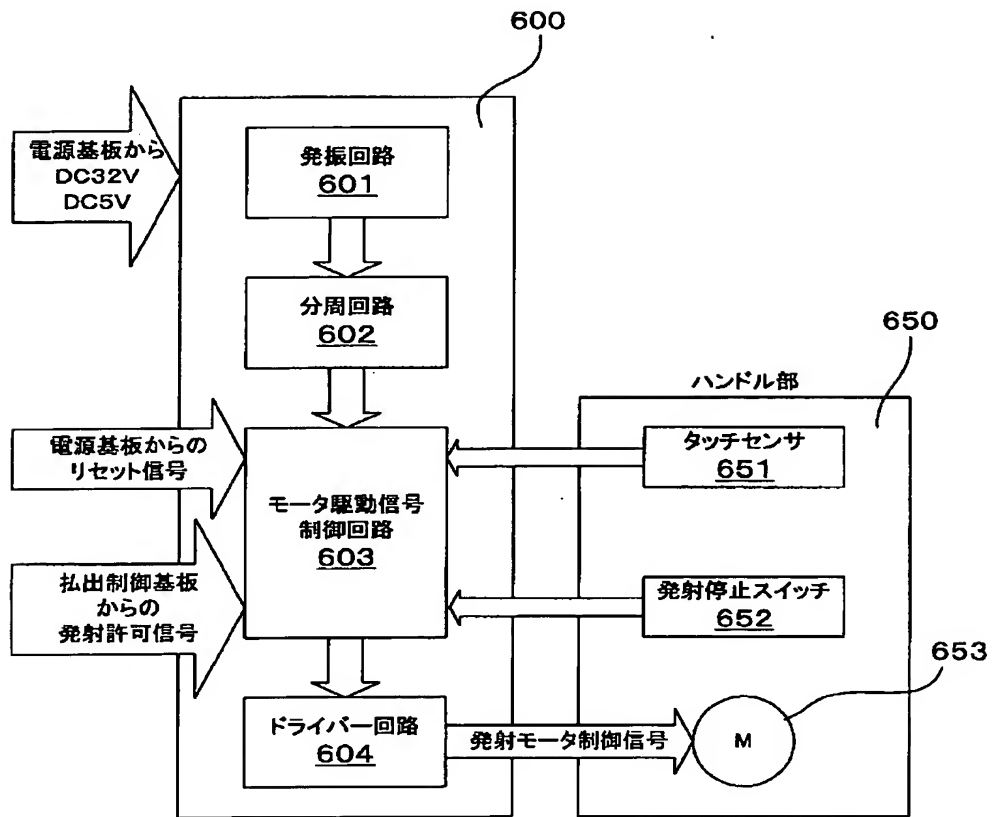 600
電源基板から
DC32V
DC5V
発振回路
601
分周回路
602
650
ハンドル部
電源基板からの
リセット信号
モータ駆動信号
制御回路
603
タッチセンサ
651
払出制御基板
からの
発射許可信号
発射停止スイッチ
652
653
ドライバー回路
604
発射モータ制御信号
M